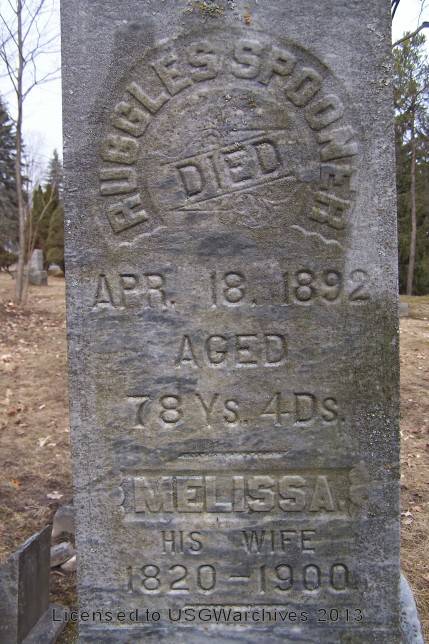 RUGGLES SPOONER
DIED
APR. 18, 1892
AGED
78 Ys. 4 Ds.
MELISSA
HIS WIFE
1820–1900
Licensed to USGWarchives 2013